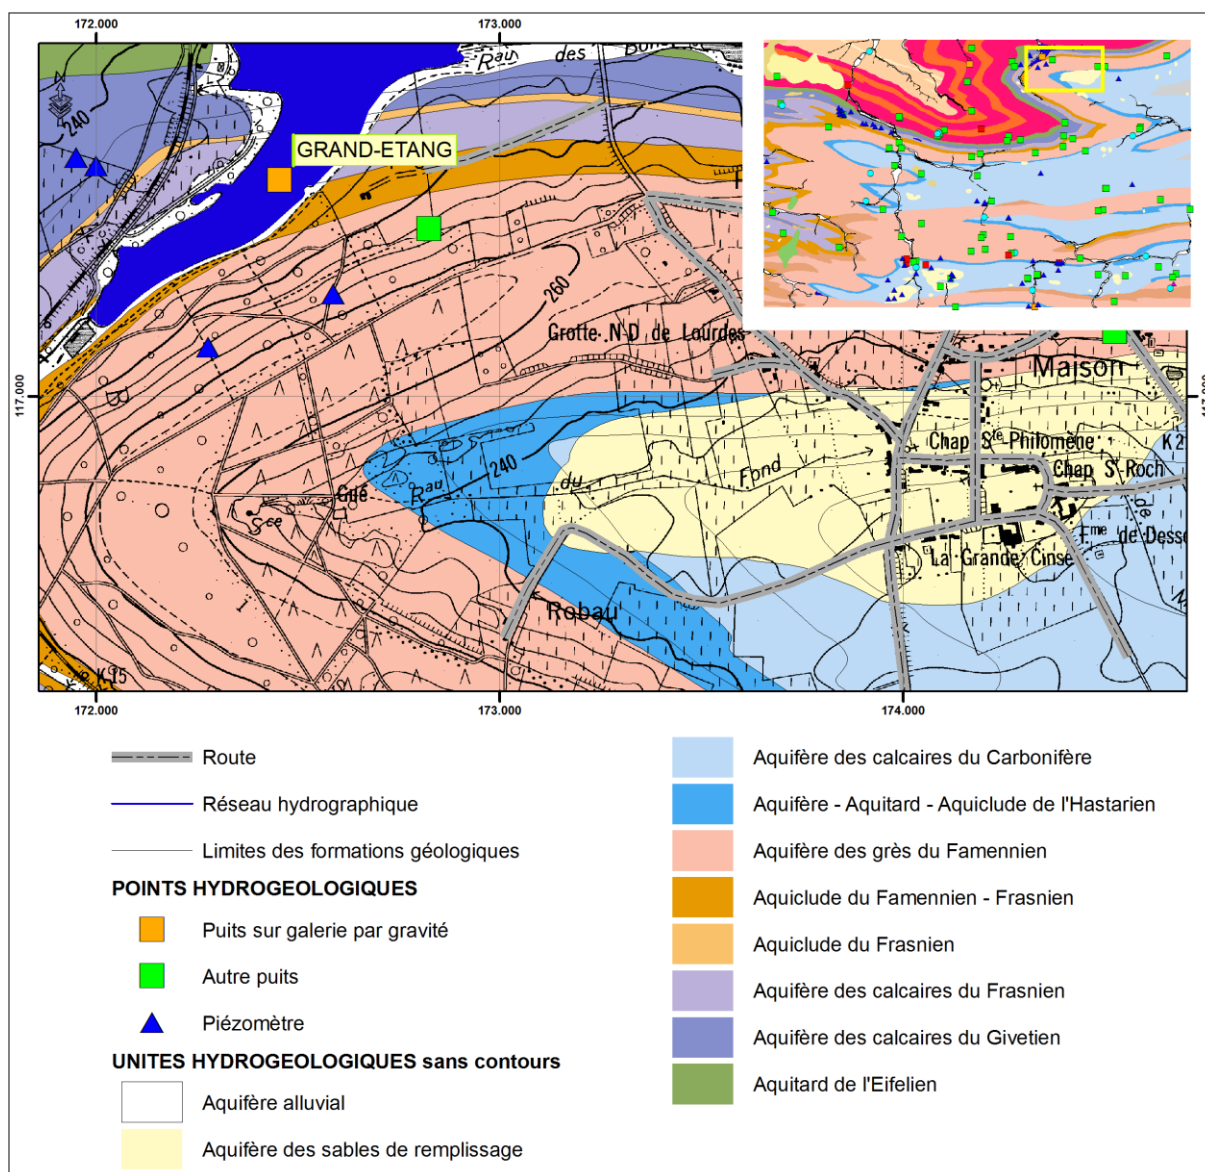 172.000
173.000
Rau
des
240
GRAND-ETANG
260
Grotte N-D de Lourdes
Maison
117.000
Chap Ste-Philomène
K 2
Chap St-Roch
240
Fond
Gué
Rau
du
de
Sce
Fme de Desse
La Grande Cinse
Robau
K 15
172.000
173.000
174.000
Route
Réseau hydrographique
Limites des formations géologiques
POINTS HYDROGEOLOGIQUES
Puits sur galerie par gravité
Autre puits
Piézomètre
UNITES HYDROGEOLOGIQUES sans contours
Aquifère alluvial
Aquifère des sables de remplissage
Aquifère des calcaires du Carbonifère
Aquifère - Aquitard - Aquiclude de l'Hastarien
Aquifère des grès du Famennien
Aquiclude du Famennien - Frasnien
Aquiclude du Frasnien
Aquifère des calcaires du Frasnien
Aquifère des calcaires du Givetien
Aquitard de l'Eifelien